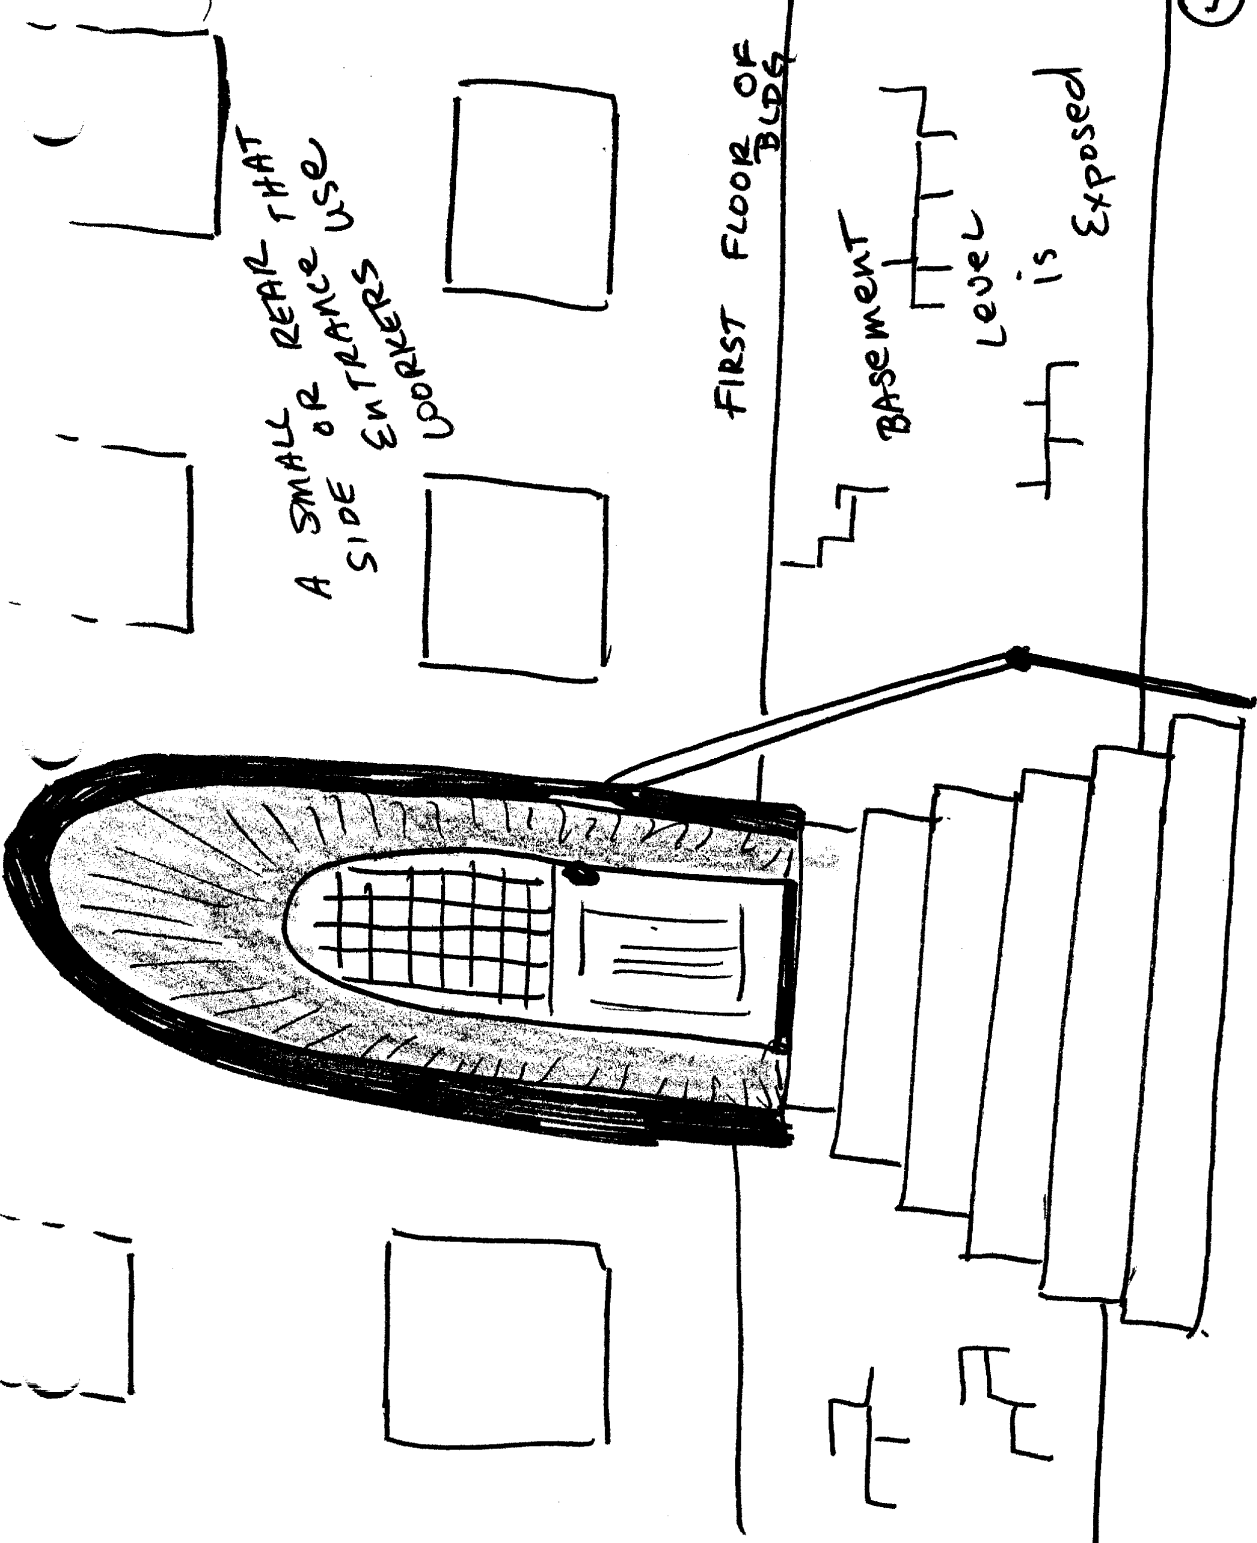 A SMALL REAR THAT
SIDE OR ENTRANCE USE
WORKERS
FIRST FLOOR OF
BLDG
BASEMENT
LEVEL
is
Exposed